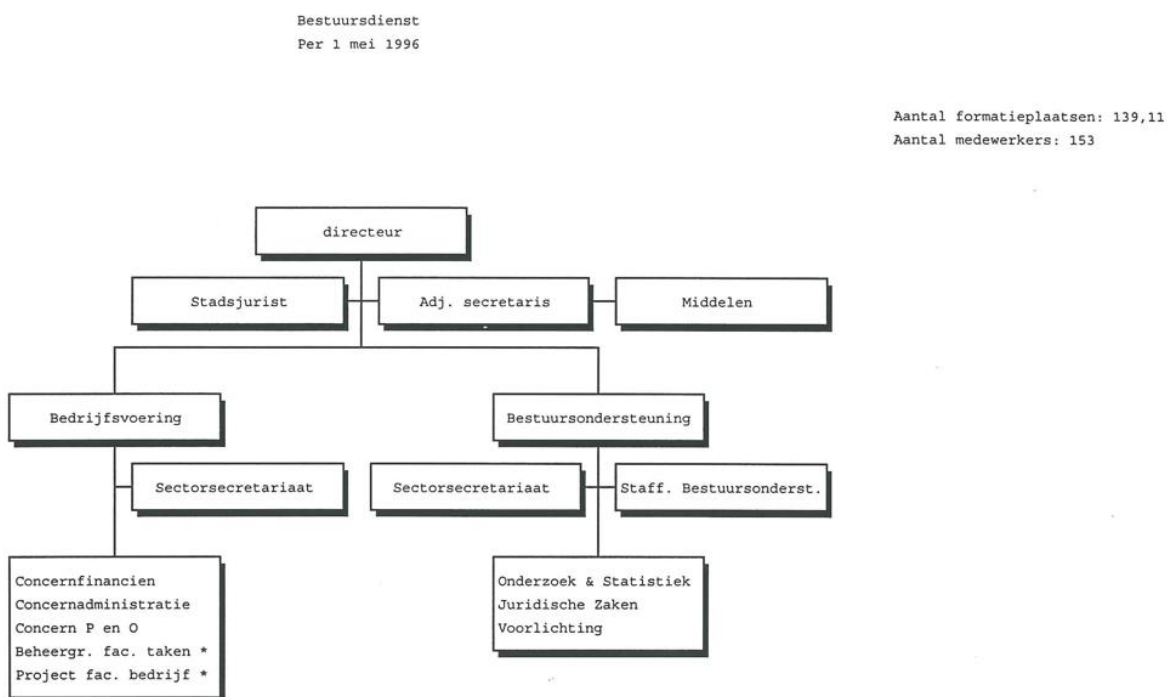 Bestuursdienst
Per 1 mei 1996
Aantal formatieplaatsen: 139,11
Aantal medewerkers: 153
directeur
Stadsjurist
Adj. secretaris
Middelen
Bedrijfsvoering
Bestuursondersteuning
Sectorsecretariaat
Sectorsecretariaat
Staff. Bestuursonderst.
Concernfinancien
Concernadministratie
Concern P en O
Beheergr. fac. taken *
Project fac. bedrijf *
Onderzoek & Statistiek
Juridische Zaken
Voorlichting